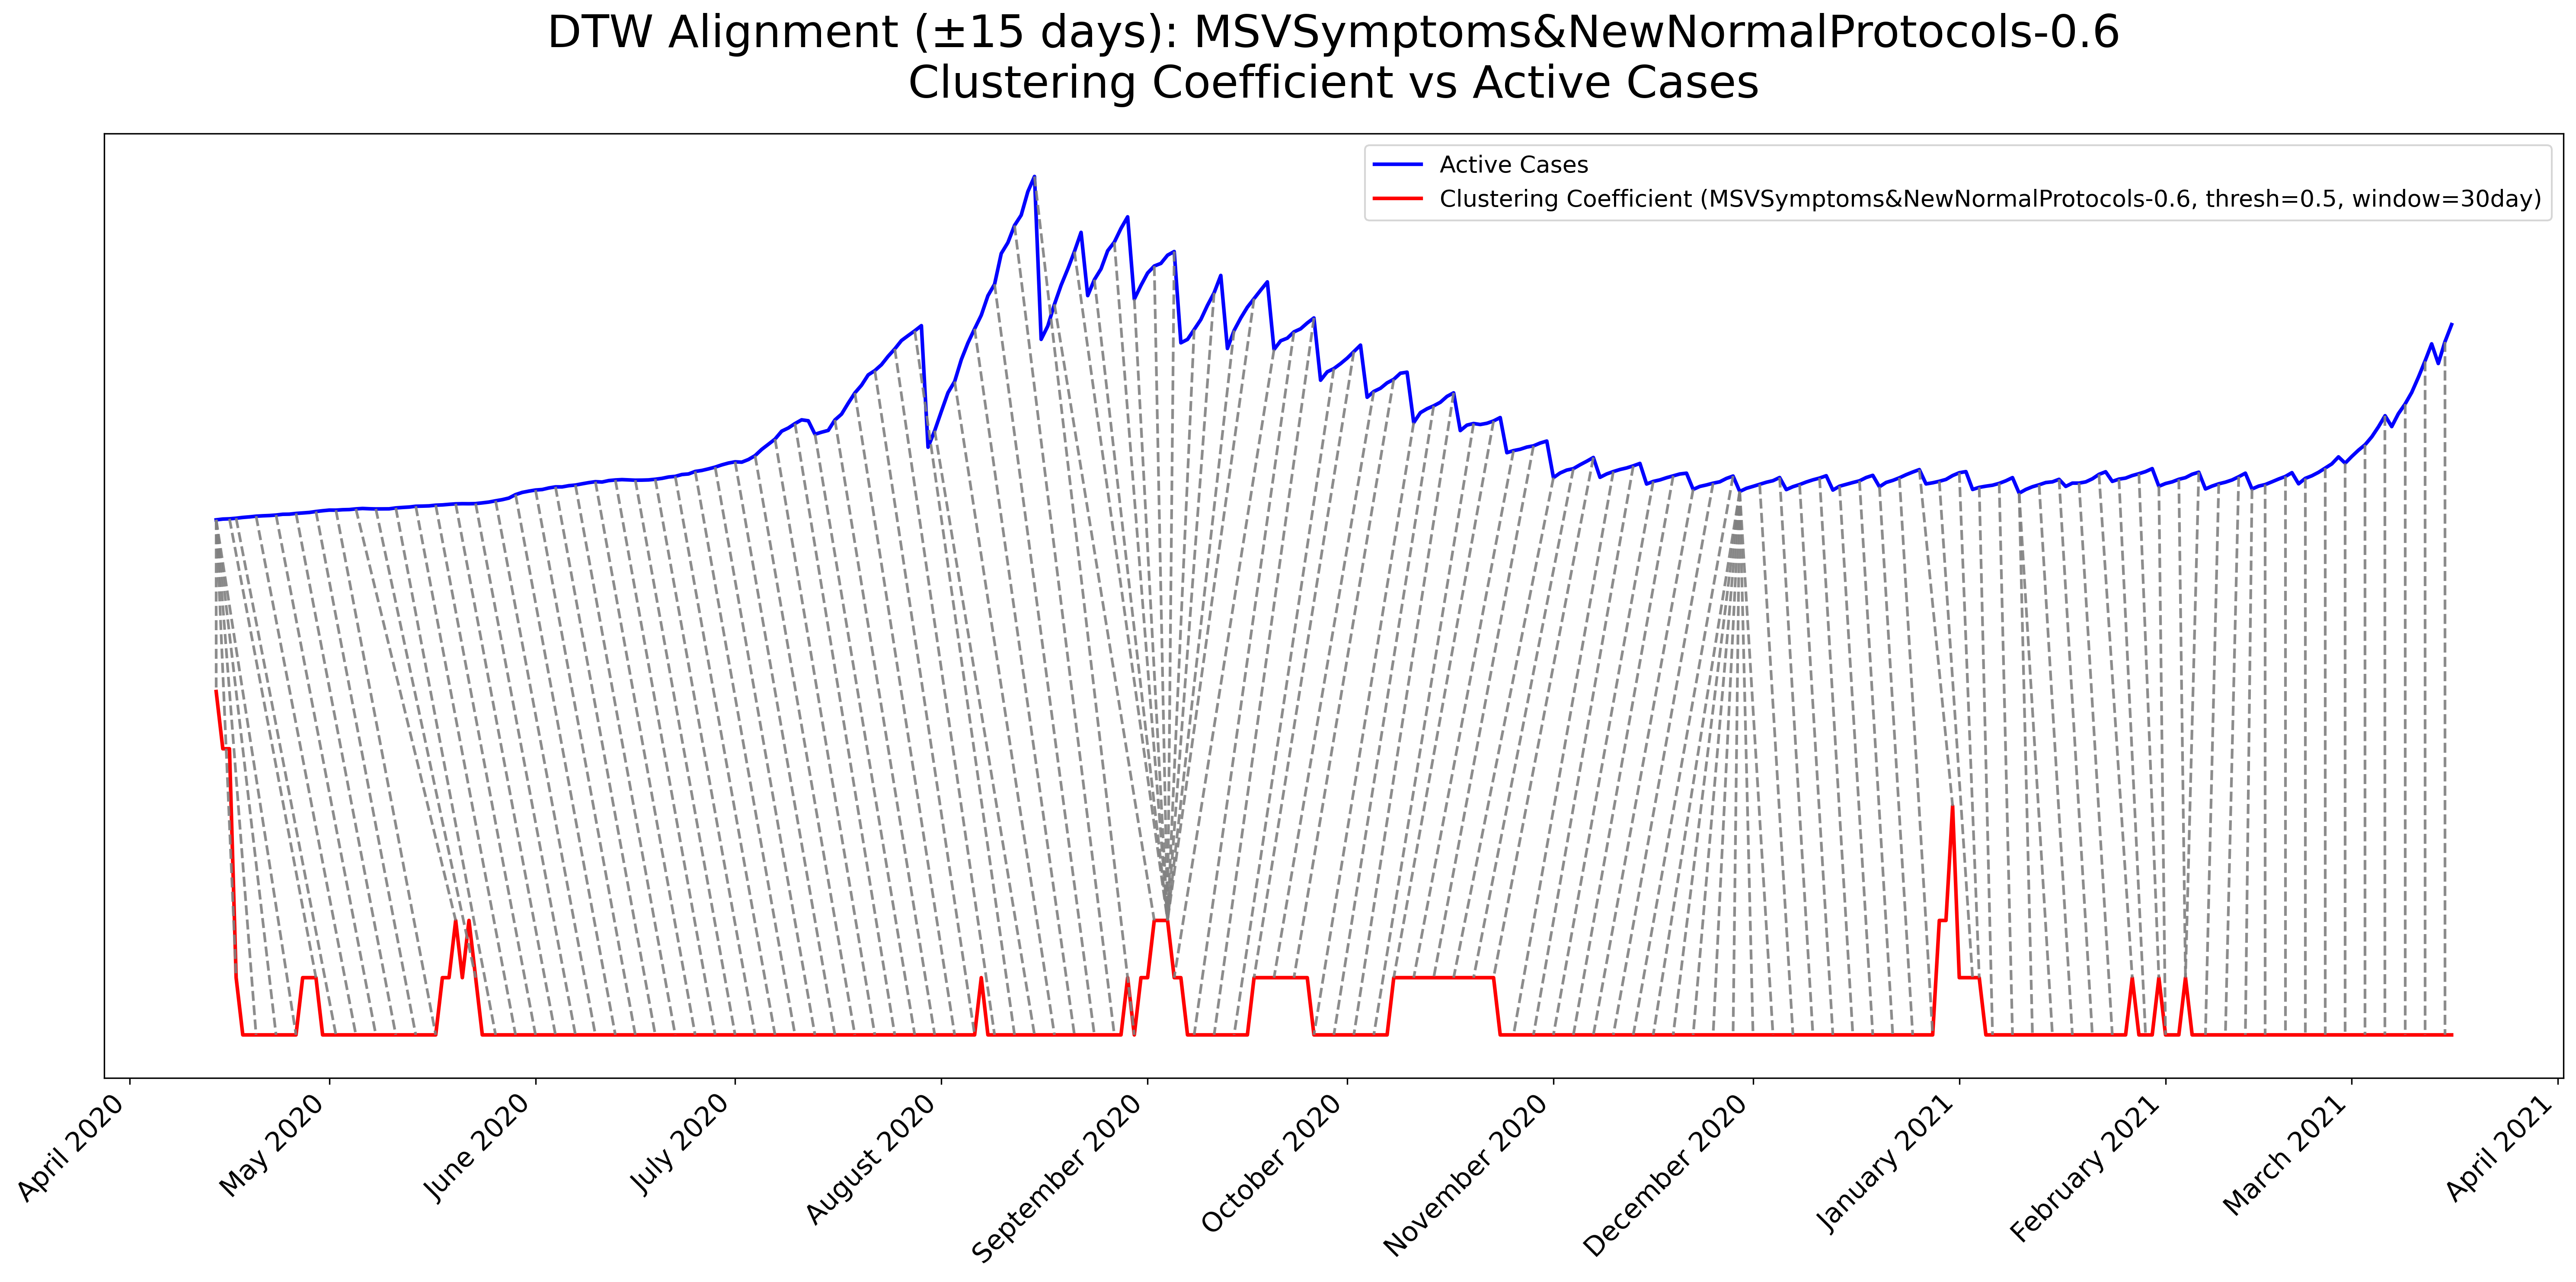 DTW Alignment (±15 days): MSVSymptoms&NewNormalProtocols-0.6
Clustering Coefficient vs Active Cases
Active Cases
Clustering Coefficient (MSVSymptoms&NewNormalProtocols-0.6, thresh=0.5, window=30day)
April 2020
May 2020
June 2020
July 2020
August 2020
September 2020
October 2020
November 2020
December 2020
January 2021
February 2021
March 2021
April 2021